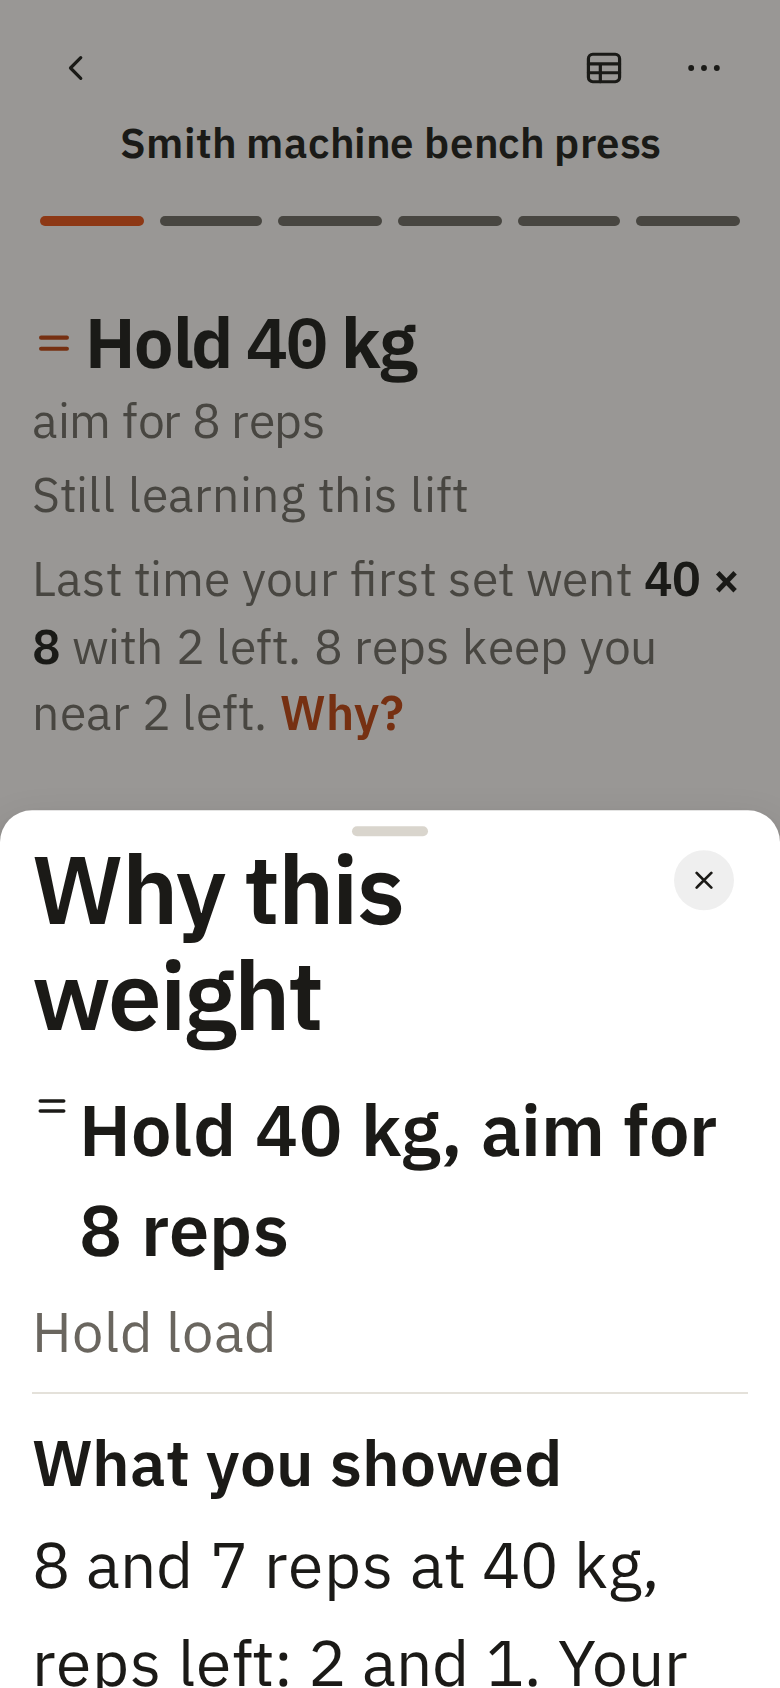 Smith machine bench press
= Hold 40 kg
aim for 8 reps
Still learning this lift
Last time your first set went 40 ×
8 with 2 left. 8 reps keep you
near 2 left. Why?
Why this
weight
= Hold 40 kg, aim for
8 reps
Hold load
What you showed
8 and 7 reps at 40 kg,
reps left: 2 and 1. Your